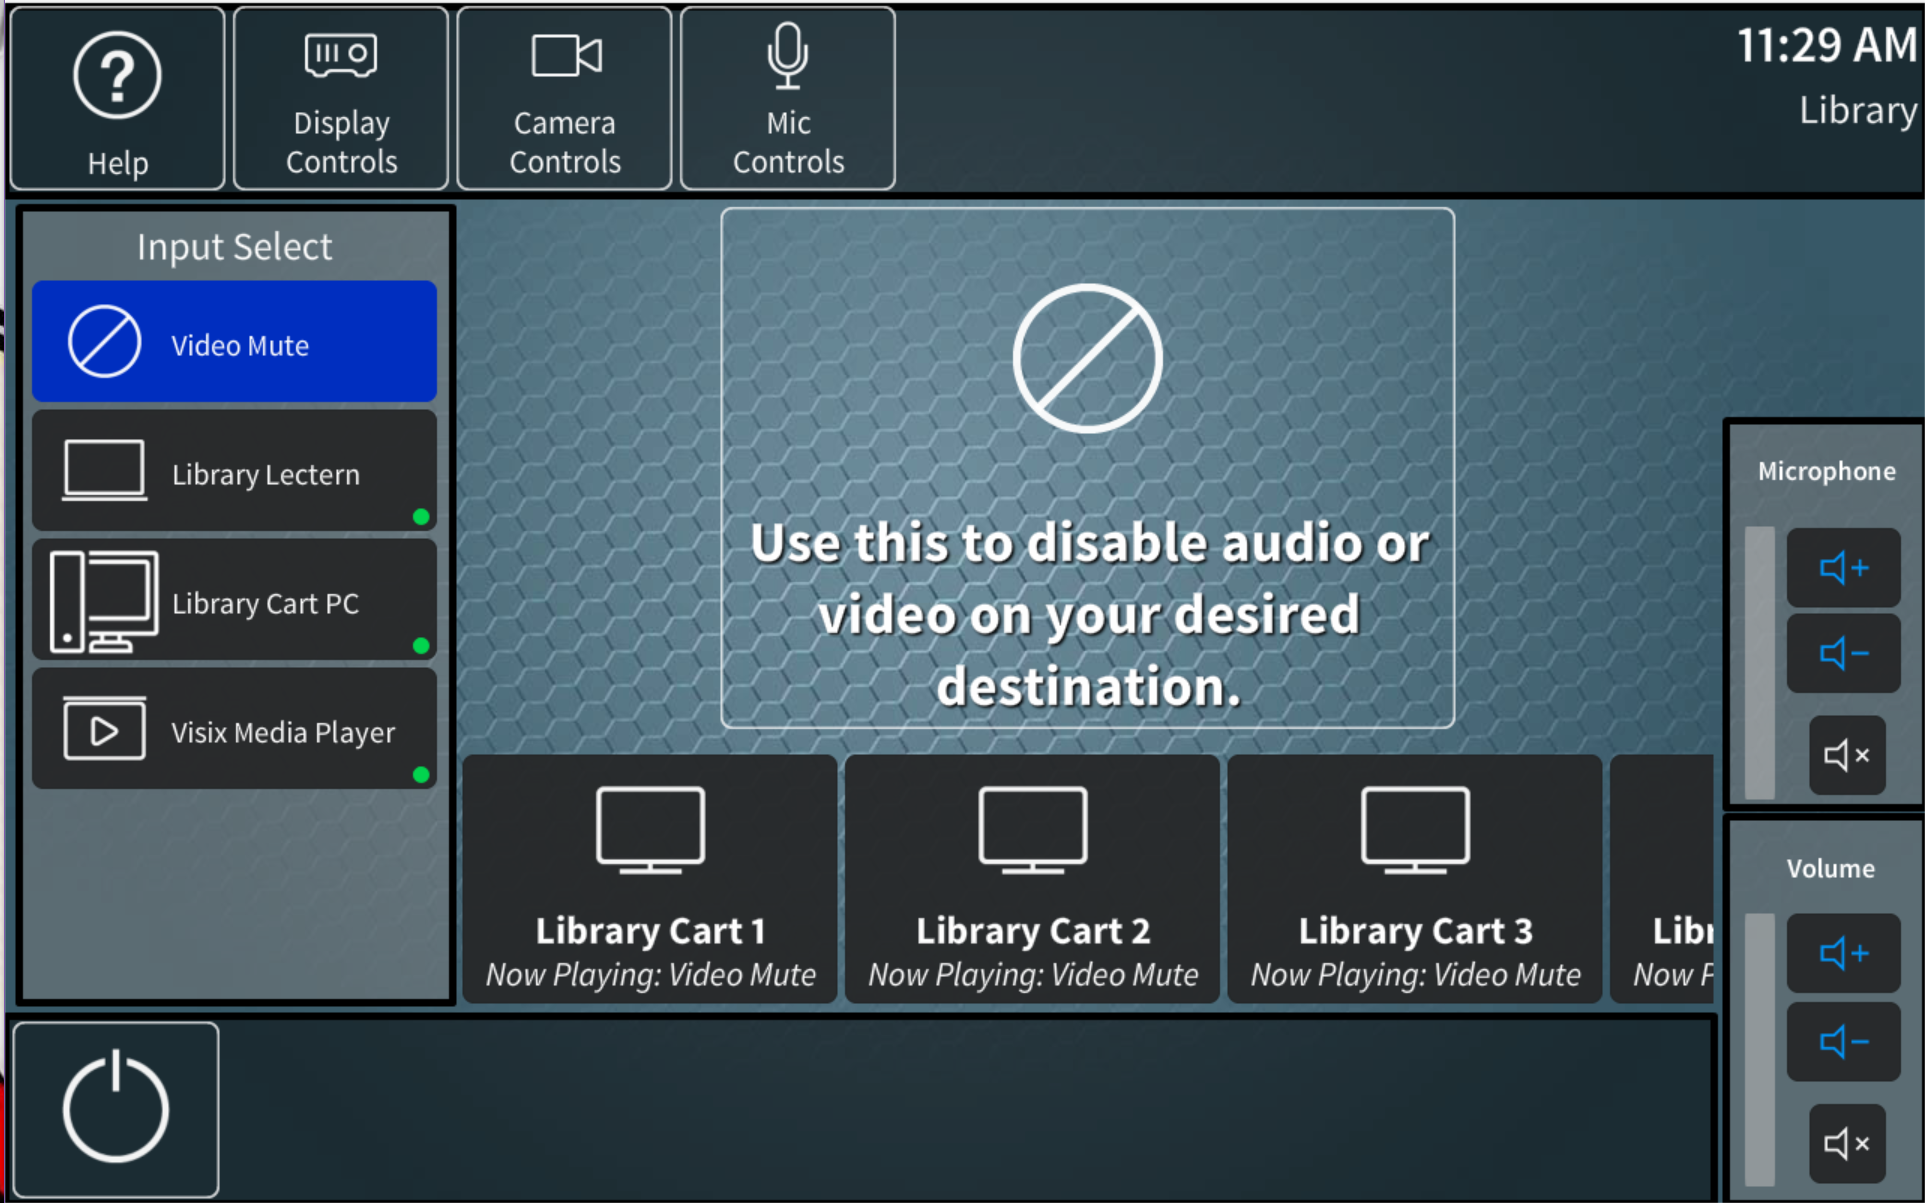 Help
Display
Controls
Camera
Controls
Mic
Controls
11:29 AM
Library
Input Select
Video Mute
Library Lectern
Library Cart PC
Visix Media Player
Use this to disable audio or
video on your desired
destination.
Library Cart 1
Now Playing: Video Mute
Library Cart 2
Now Playing: Video Mute
Library Cart 3
Now Playing: Video Mute
Now
Microphone
Volume